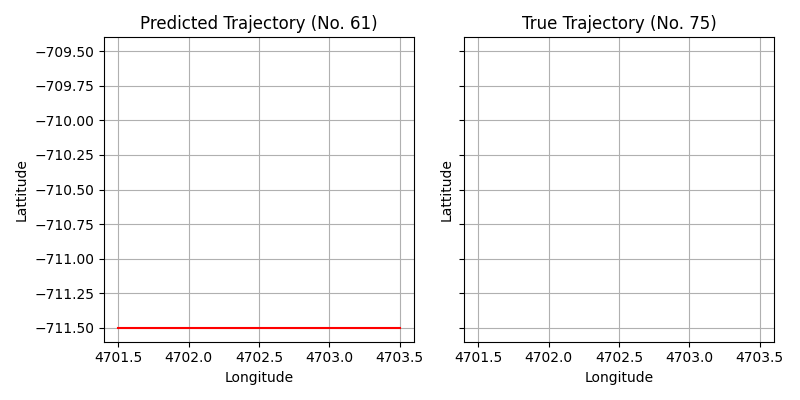 Predicted Trajectory (No. 61)
True Trajectory (No. 75)
−709.50
−709.75
−710.00
−710.25
−710.50
−710.75
−711.00
−711.25
−711.50
Lattitude
Lattitude
4701.5 4702.0 4702.5 4703.0 4703.5
4701.5 4702.0 4702.5 4703.0 4703.5
Longitude
Longitude